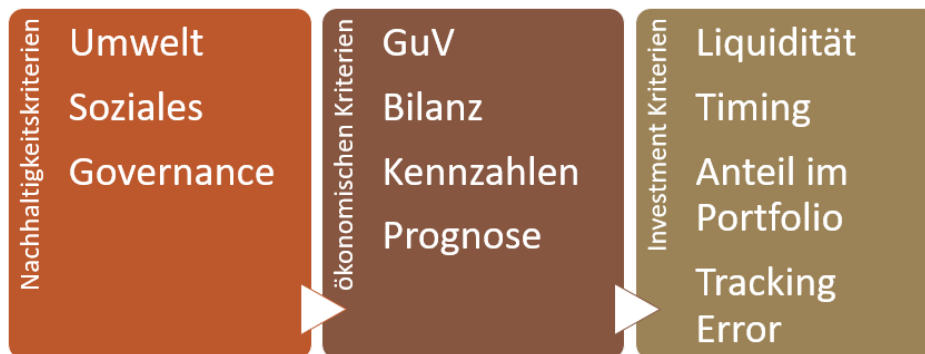 Nachhaltigkeitskriterien
Umwelt
Soziales
Governance
ökonomischen Kriterien
GuV
Bilanz
Kennzahlen
Prognose
Investment Kriterien
Liquidität
Timing
Anteil im
Portfolio
Tracking
Error